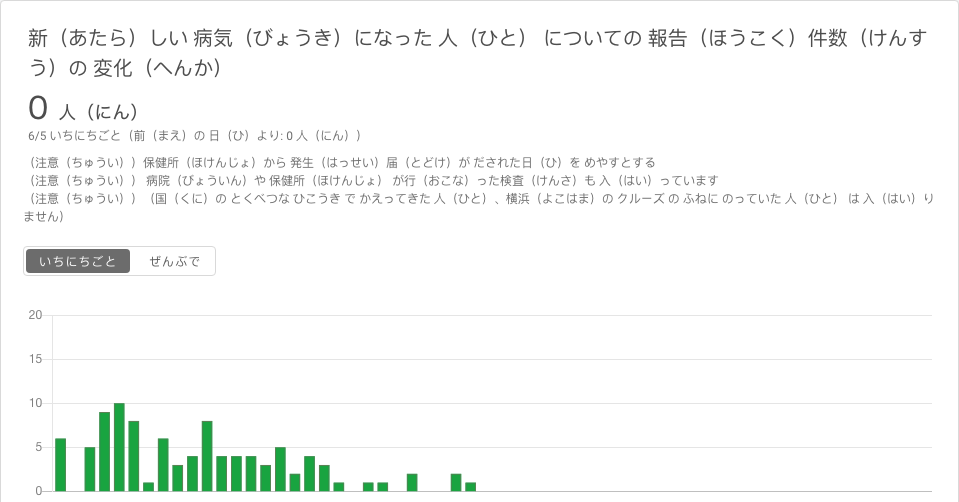 新（あたら）しい 病気（びょうき）になった 人（ひと） についての 報告（ほうこく）件数（けんす
う）の 変化（へんか）
0 人（にん）
6/5 いちにちごと（前（まえ）の 日（ひ）より: 0 人（にん））
（注意（ちゅうい））保健所（ほけんじょ）から 発生（はっせい）届（とどけ）が だされた日（ひ）を めやすとする
（注意（ちゅうい）） 病院（びょういん）や 保健所（ほけんじょ） が行（おこな）った検査（けんさ）も 入（はい）っています
（注意（ちゅうい））（国（くに）の とくべつな ひこうき で かえってきた 人（ひと）、横浜（よこはま）の クルーズ の ふねに のっていた 人（ひと） は 入（はい）り
ません）
いちにちごと ぜんぶで
20
15
10
5
0